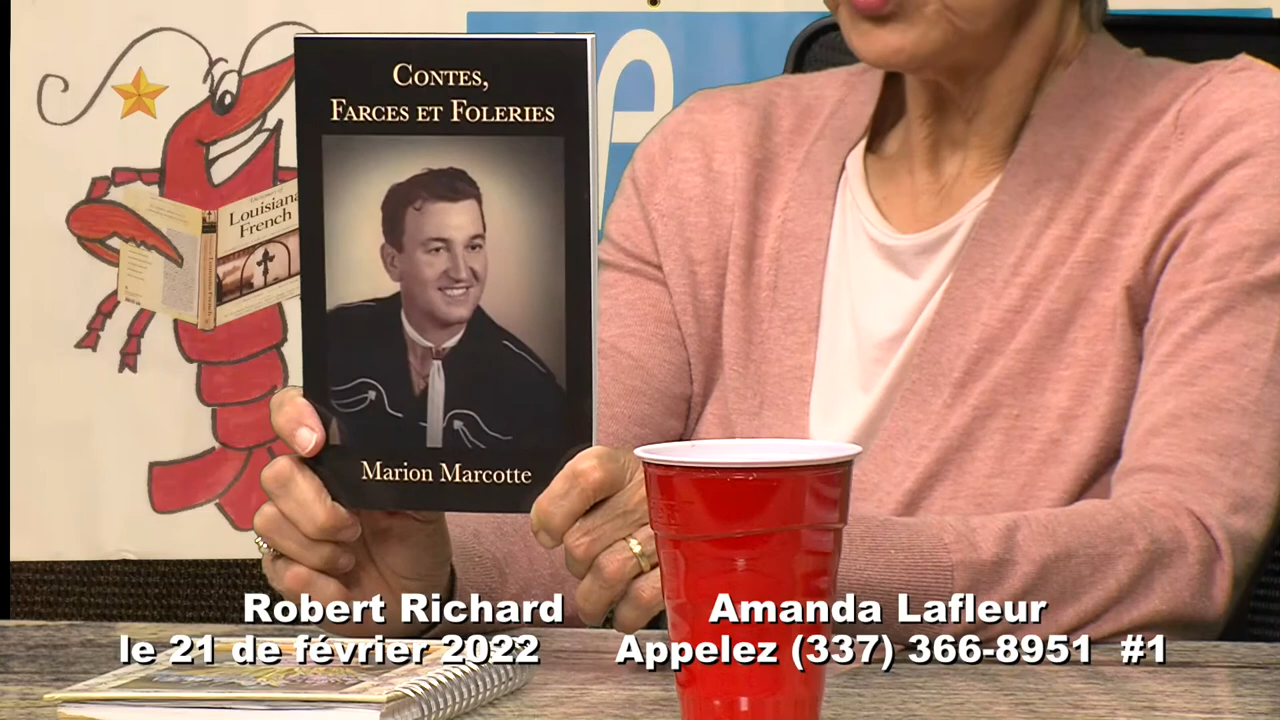 CONTES,
FARCES ET FOLERIES
Louisiana
French
Marion Marcotte
e
Robert Richard
Amanda Lafleur
le 21 de février 2022
Appelez (337) 366-8951 #1